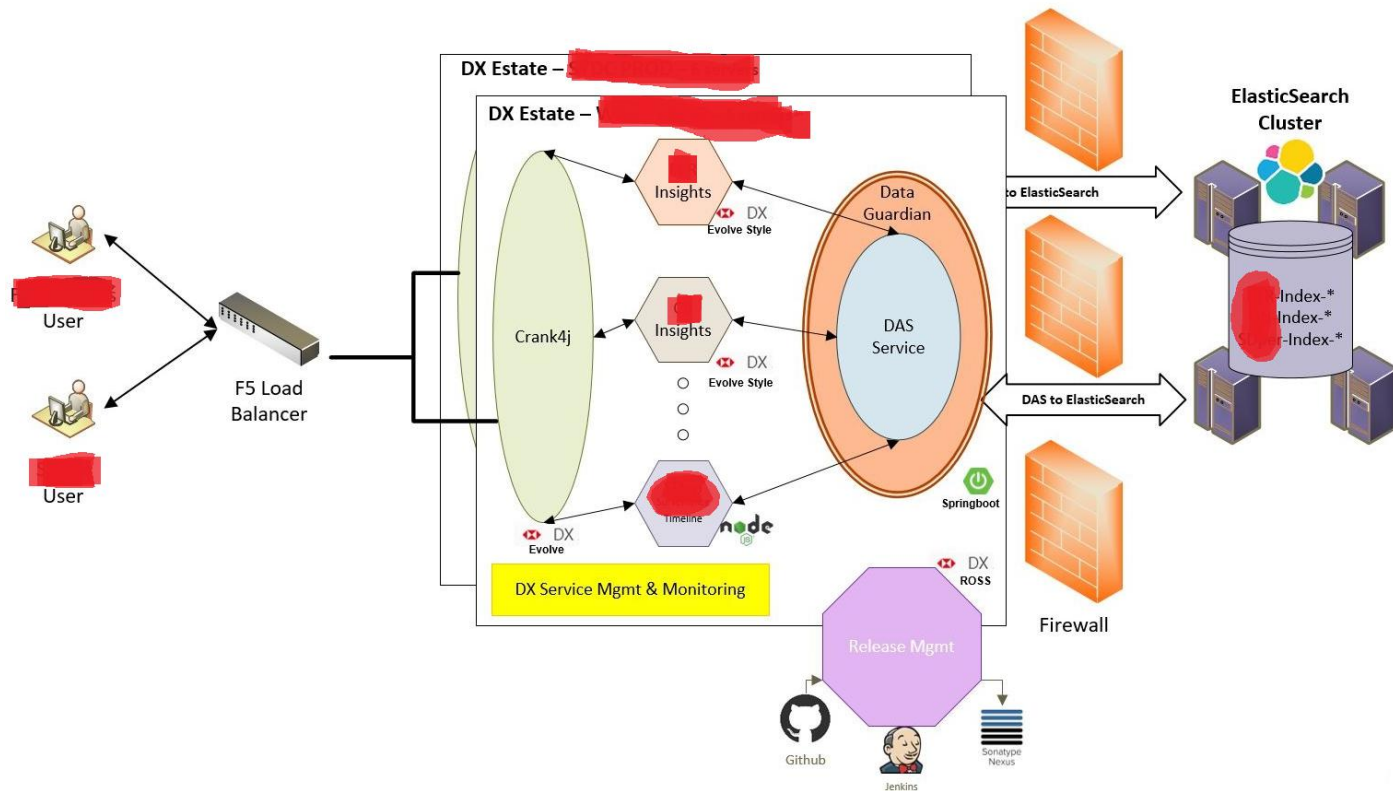 DX Estate –
DX Estate –
ElasticSearch
Cluster
Insights
DX
Evolve Style
Data
Guardian
to ElasticSearch
User
F5 Load
Balancer
Crank4j
Insights
DX
Evolve Style
DAS
Service
-Index-*
Index-*
-Index-*
DAS to ElasticSearch
User
Timeline
node
JS
DX
Evolve
Springboot
DX Service Mgmt & Monitoring
DX
ROSS
Release Mgmt
Firewall
Github
Jenkins
Sonatype
Nexus